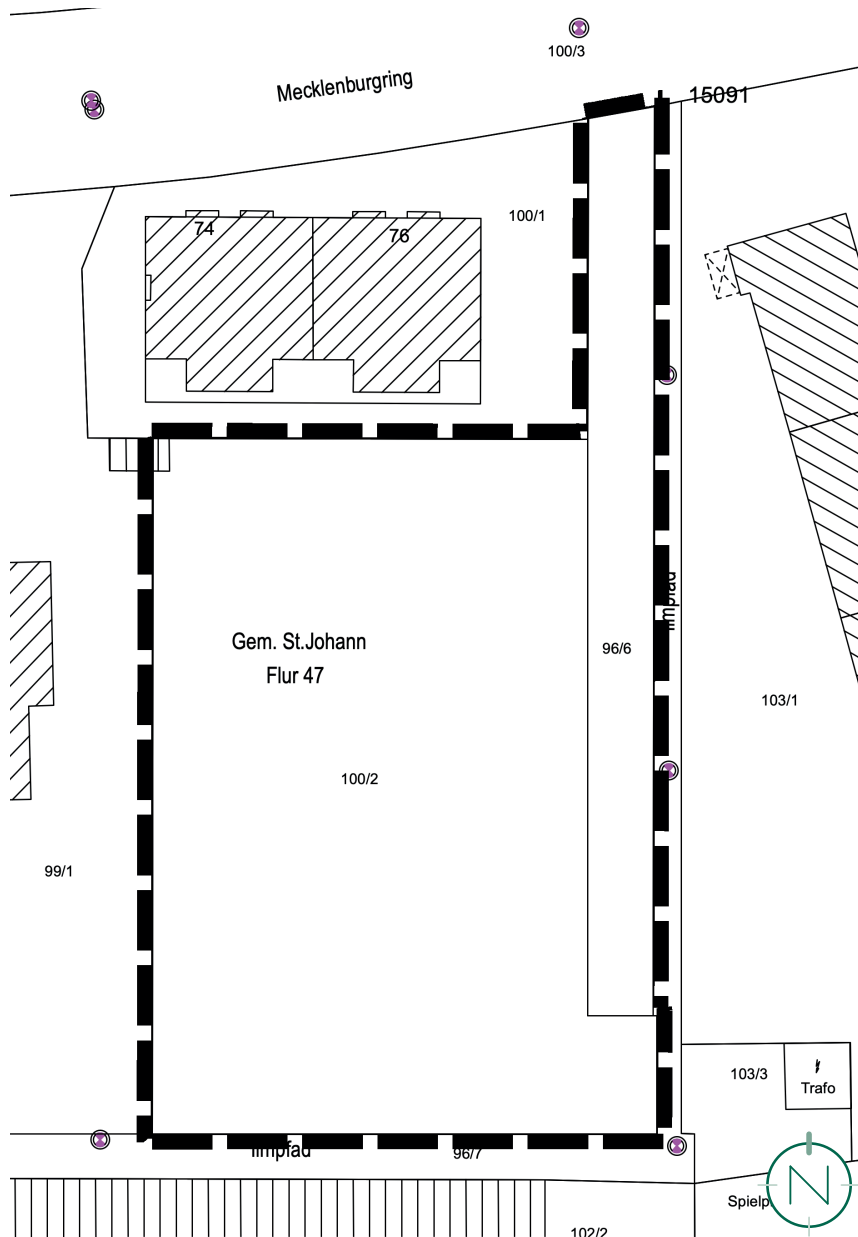 100/3
Mecklenburgring
15091
100/1
74
76
Gem. St.Johann
Flur 47
96/6
103/1
100/2
99/1
103/3
Trafo
96/7
Spielp
N
102/2